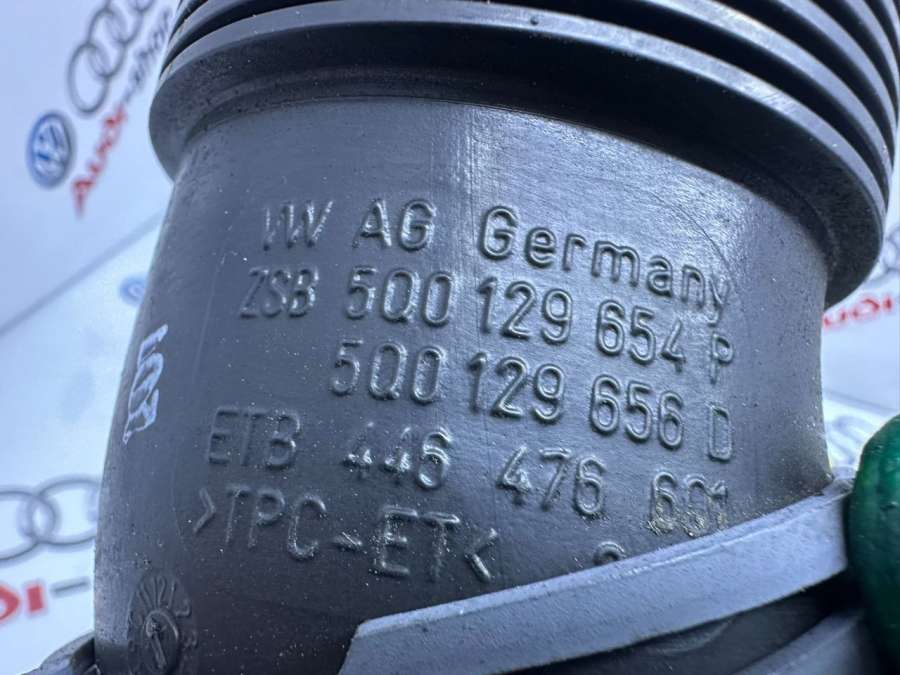 VW AG Germany
ZSB 5Q0 129 654 P
5Q0 129 656 D
ETB 446 476 601
>TPC-ET<